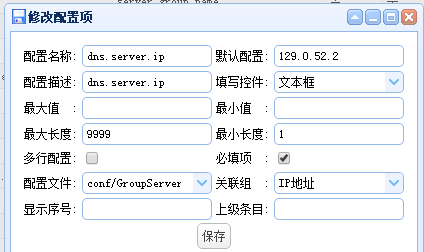 server group name
修改配置项
配置名称: dns.server.ip 默认配置: 129.0.52.2
配置描述: dns.server.ip 填写控件: 文本框
最大值 : 最小值 :
最大长度: 9999 最小长度: 1
多行配置: 必填项 :
配置文件: conf/GroupServer 关联组 : IP地址
显示序号: 上级条目:
保存